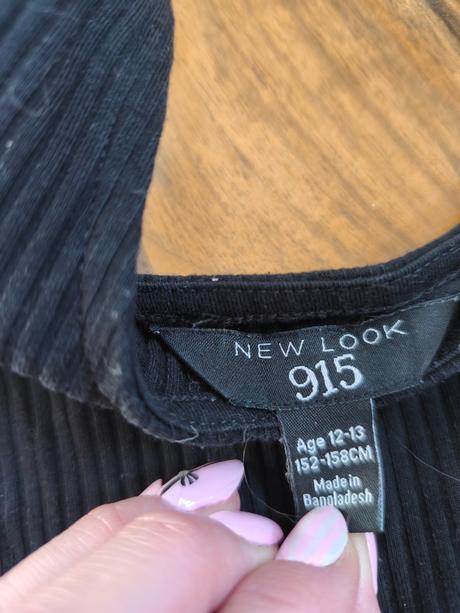 NEW LOOK
915
Age 12-13
152-158CM
Made in
Bangladesh